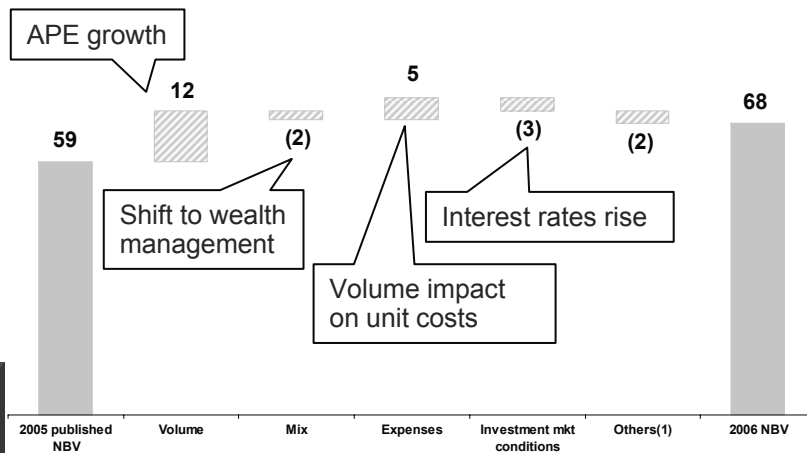 APE growth
12
5
68
59
(2)
(3)
(2)
Shift to wealth
management
Interest rates rise
Volume impact
on unit costs
2005 published
NBV
Volume
Mix
Expenses
Investment mkt
conditions
Others(1)
2006 NBV